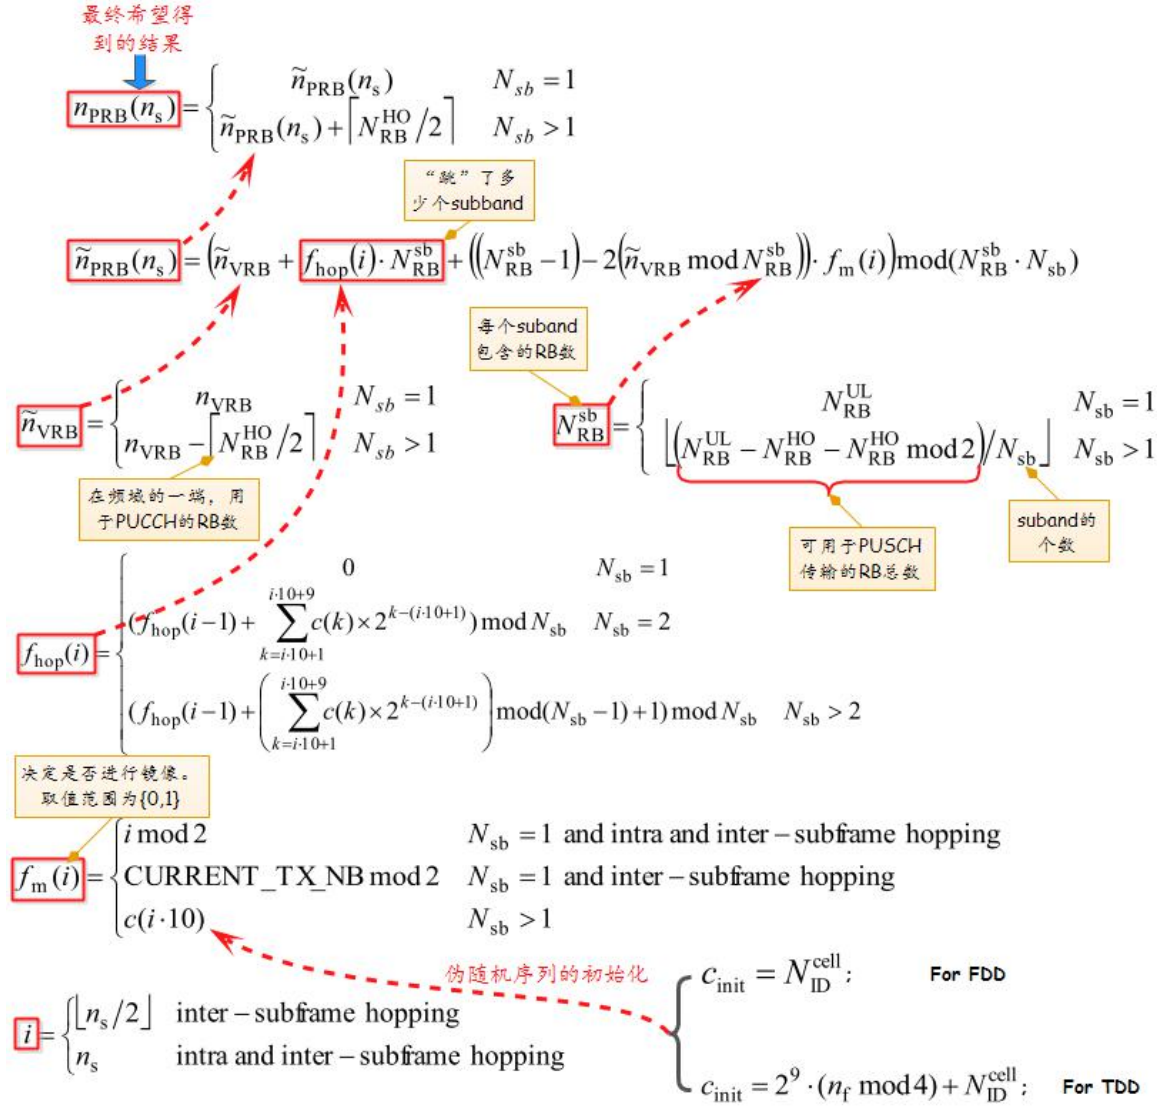 最终希望得
到的结果
n_PRB(n_s) = { ñ_PRB(n_s)  N_sb = 1
ñ_PRB(n_s) + ⌈N_RB^HO/2⌉  N_sb > 1
“跳”了多
少个subband
ñ_PRB(n_s) = (ñ_VRB + f_hop(i)·N_RB^sb + ((N_RB^sb − 1) − 2(ñ_VRB mod N_RB^sb))·f_m(i)) mod(N_RB^sb·N_sb)
每个suband
包含的RB数
ñ_VRB = { n_VRB  N_sb = 1
n_VRB − ⌈N_RB^HO/2⌉  N_sb > 1
N_RB^sb = { N_RB^UL  N_sb = 1
⌊(N_RB^UL − N_RB^HO − N_RB^HO mod 2)/N_sb⌋  N_sb > 1
在频域的一端，用
于PUCCH的RB数
可用于PUSCH
传输的RB总数
suband的
个数
f_hop(i) = { 0  N_sb = 1
(f_hop(i−1) + ∑_{k=i·10+1}^{i·10+9} c(k)×2^{k−(i·10+1)}) mod N_sb  N_sb = 2
(f_hop(i−1) + (∑_{k=i·10+1}^{i·10+9} c(k)×2^{k−(i·10+1)}) mod(N_sb −1)+1) mod N_sb  N_sb > 2
决定是否进行镜像。
取值范围为{0,1}
f_m(i) = { i mod 2  N_sb = 1 and intra and inter−subframe hopping
CURRENT_TX_NB mod 2  N_sb = 1 and inter−subframe hopping
c(i·10)  N_sb > 1
伪随机序列的初始化
c_init = N_ID^cell；  For FDD
i = { ⌊n_s/2⌋  inter−subframe hopping
n_s  intra and inter−subframe hopping
c_init = 2^9·(n_f mod 4) + N_ID^cell；  For TDD